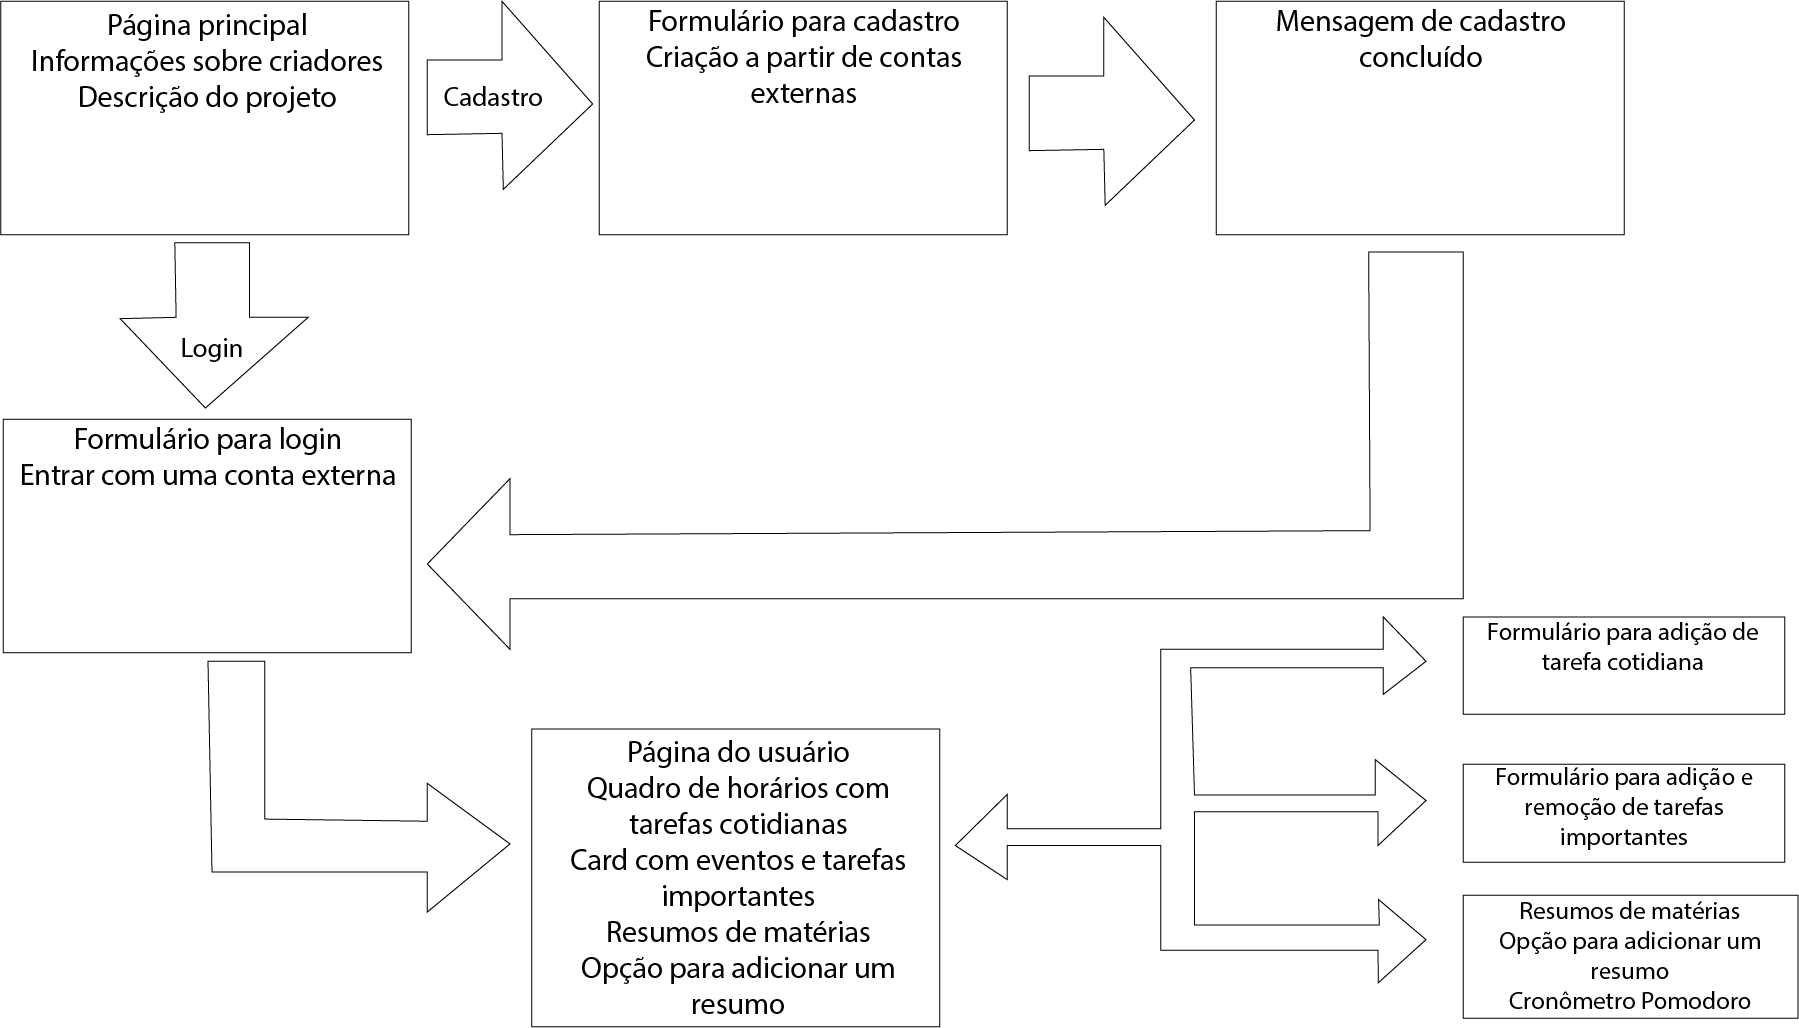 Página principal
Informações sobre criadores
Descrição do projeto
Cadastro
Formulário para cadastro
Criação a partir de contas
externas
Mensagem de cadastro
concluído
Login
Formulário para login
Entrar com uma conta externa
Página do usuário
Quadro de horários com
tarefas cotidianas
Card com eventos e tarefas
importantes
Resumos de matérias
Opção para adicionar um
resumo
Formulário para adição de
tarefa cotidiana
Formulário para adição e
remoção de tarefas
importantes
Resumos de matérias
Opção para adicionar um
resumo
Cronômetro Pomodoro